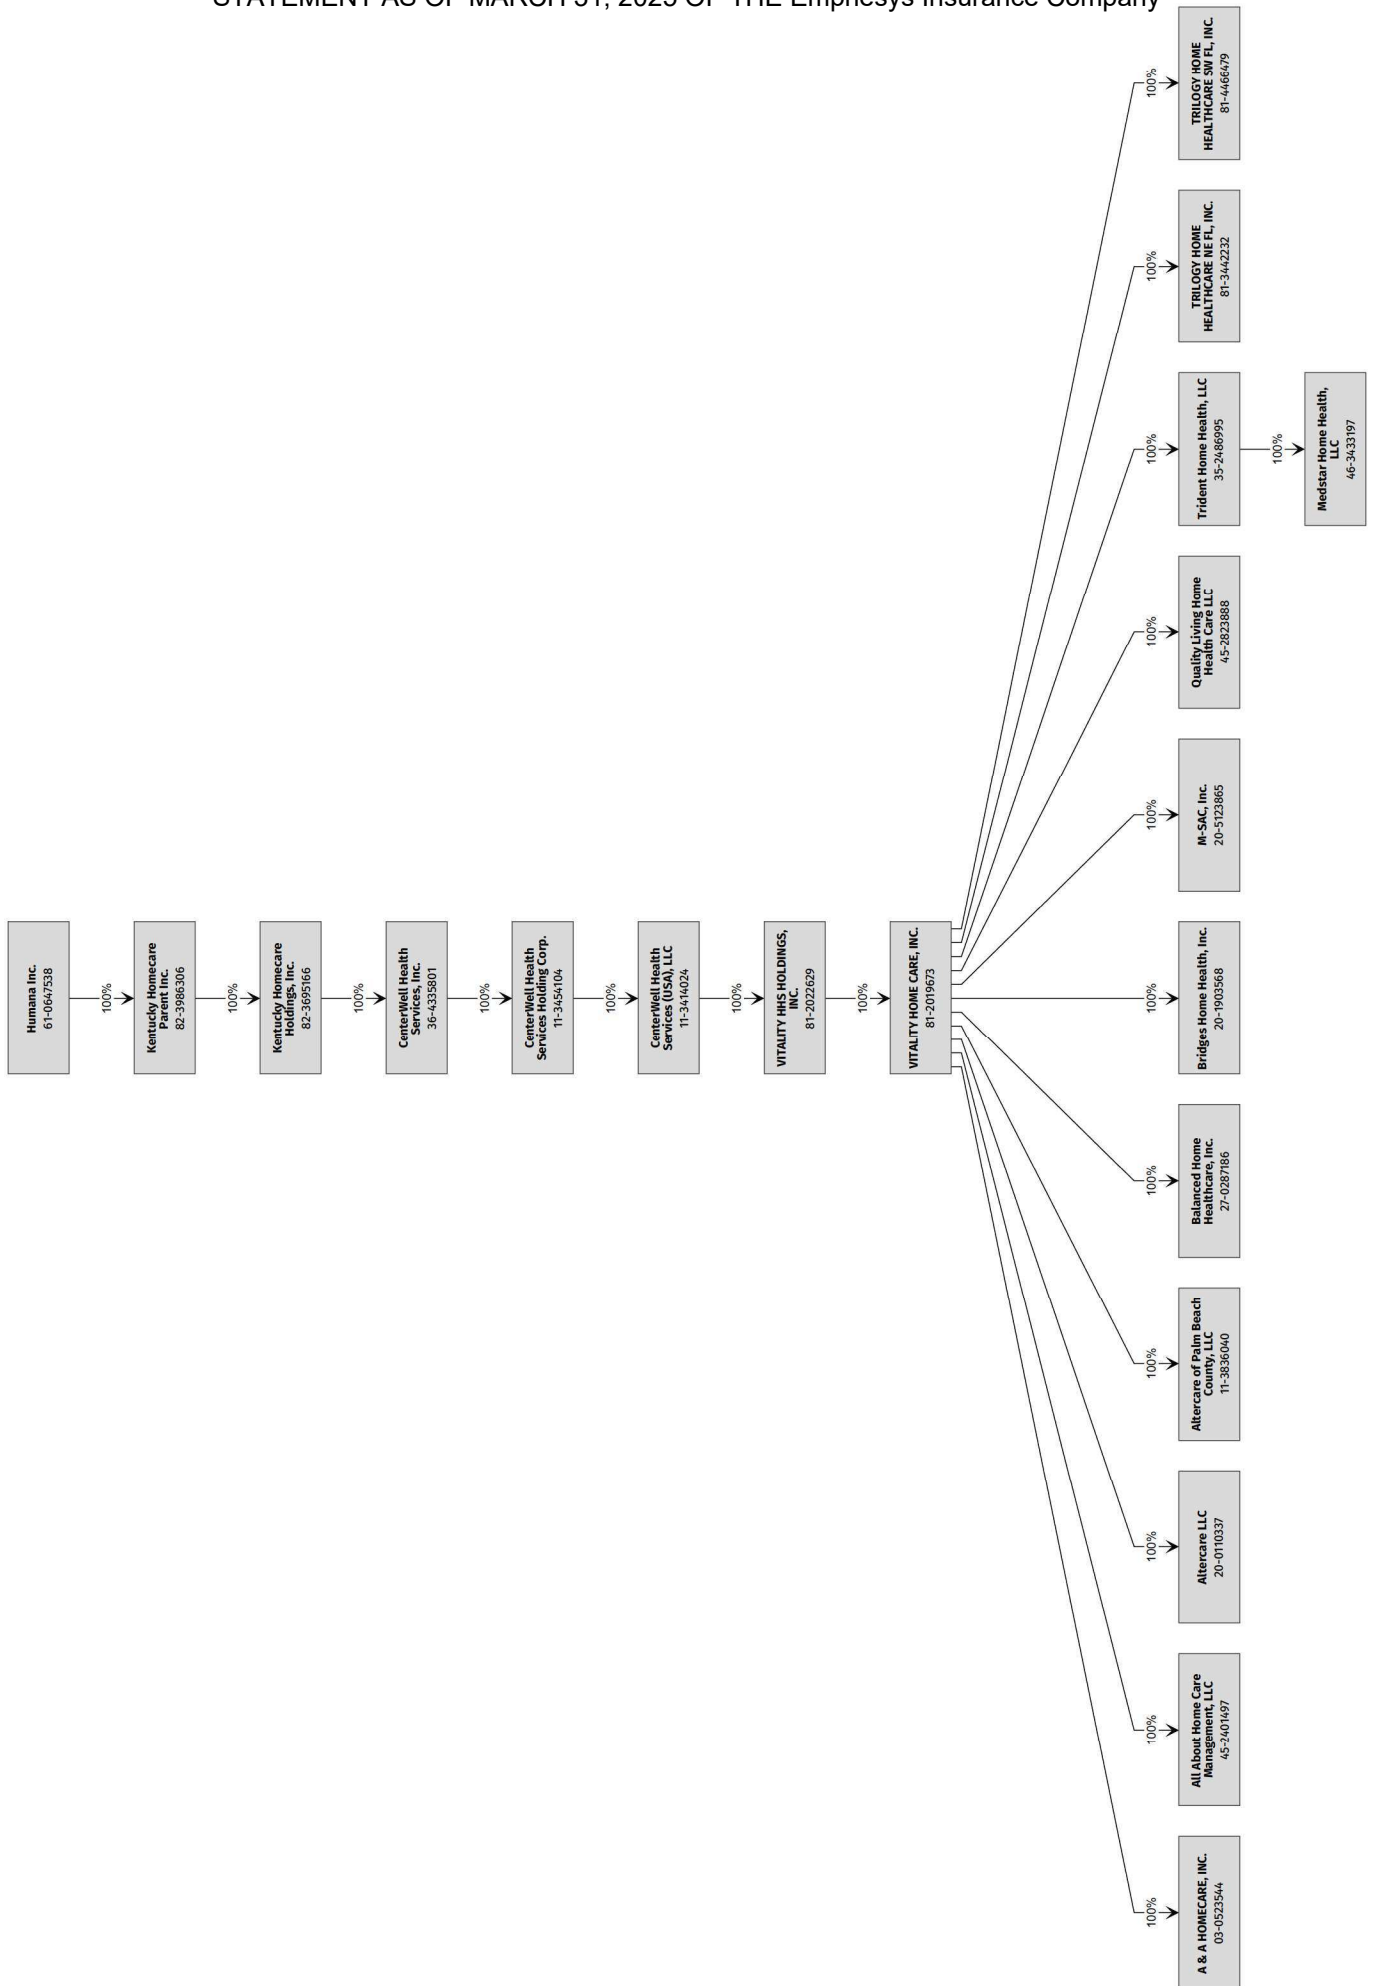 STATEMENT AS OF MARCH 31, OF THE Emphesys Insurance Company
Humana Inc.
61-0647538
100%
Kentucky Homecare
Parent Inc.
82-3986306
100%
Kentucky Homecare
Holdings, Inc.
82-3695166
100%
CenterWell Health
Services, Inc.
36-4335801
100%
CenterWell Health
Services Holding Corp.
11-3454104
100%
CenterWell Health
Services (USA), LLC
11-3414024
100%
VITALITY HHS HOLDINGS,
INC.
81-2022629
100%
VITALITY HOME CARE, INC.
81-2019673
100%
A & A HOMECARE, INC.
03-0523544
100%
All About Home Care
Management, LLC
45-2401497
100%
Altercare LLC
20-0110337
100%
Altercare of Palm Beach
County, LLC
11-3836040
100%
Balanced Home
Healthcare, Inc.
27-0287186
100%
Bridges Home Health, Inc.
20-1903568
100%
M-SAC, Inc.
20-5123865
100%
Quality Living Home
Health Care LLC
45-2823888
100%
Trident Home Health, LLC
35-2486995
100%
TRILOGY HOME
HEALTHCARE NE FL, INC.
81-3442232
100%
TRILOGY HOME
HEALTHCARE SW FL, INC.
81-4466479
100%
Medstar Home Health,
LLC
46-3433197